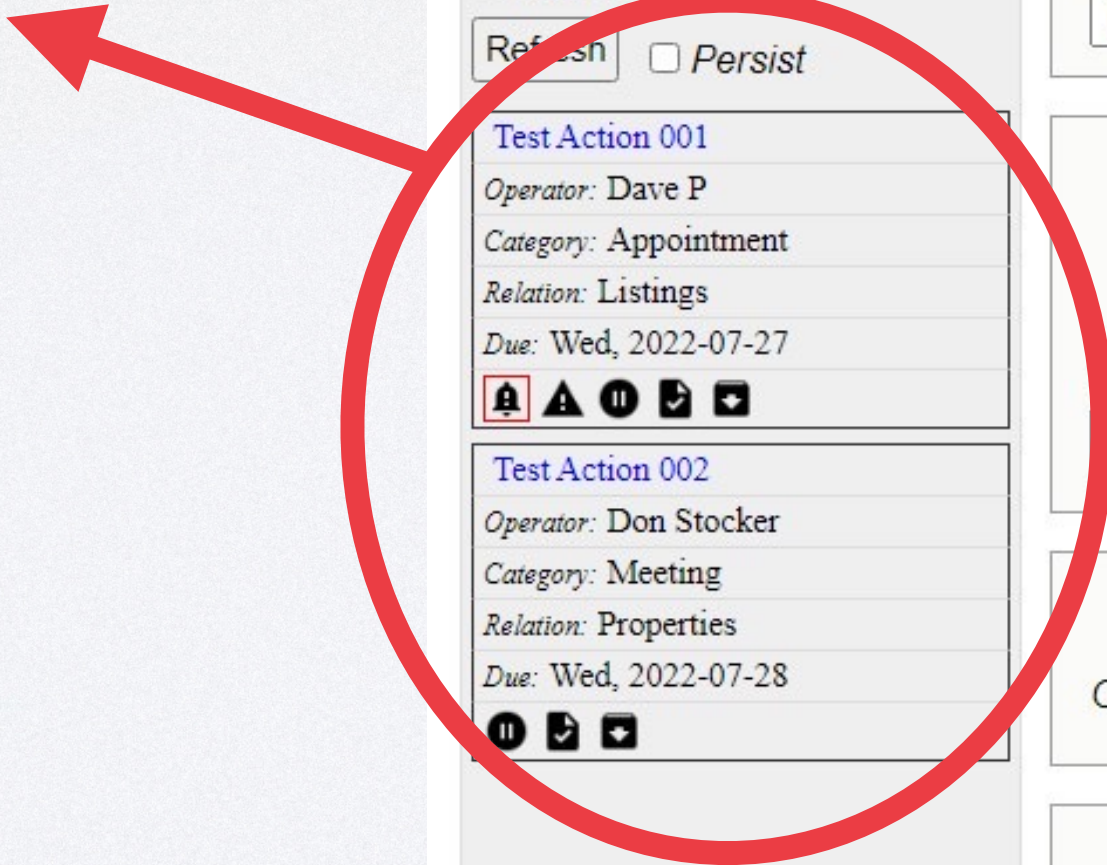 Refresh Persist
Test Action 001
Operator: Dave P
Category: Appointment
Relation: Listings
Due: Wed, 2022-07-27
Test Action 002
Operator: Don Stocker
Category: Meeting
Relation: Properties
Due: Wed, 2022-07-28